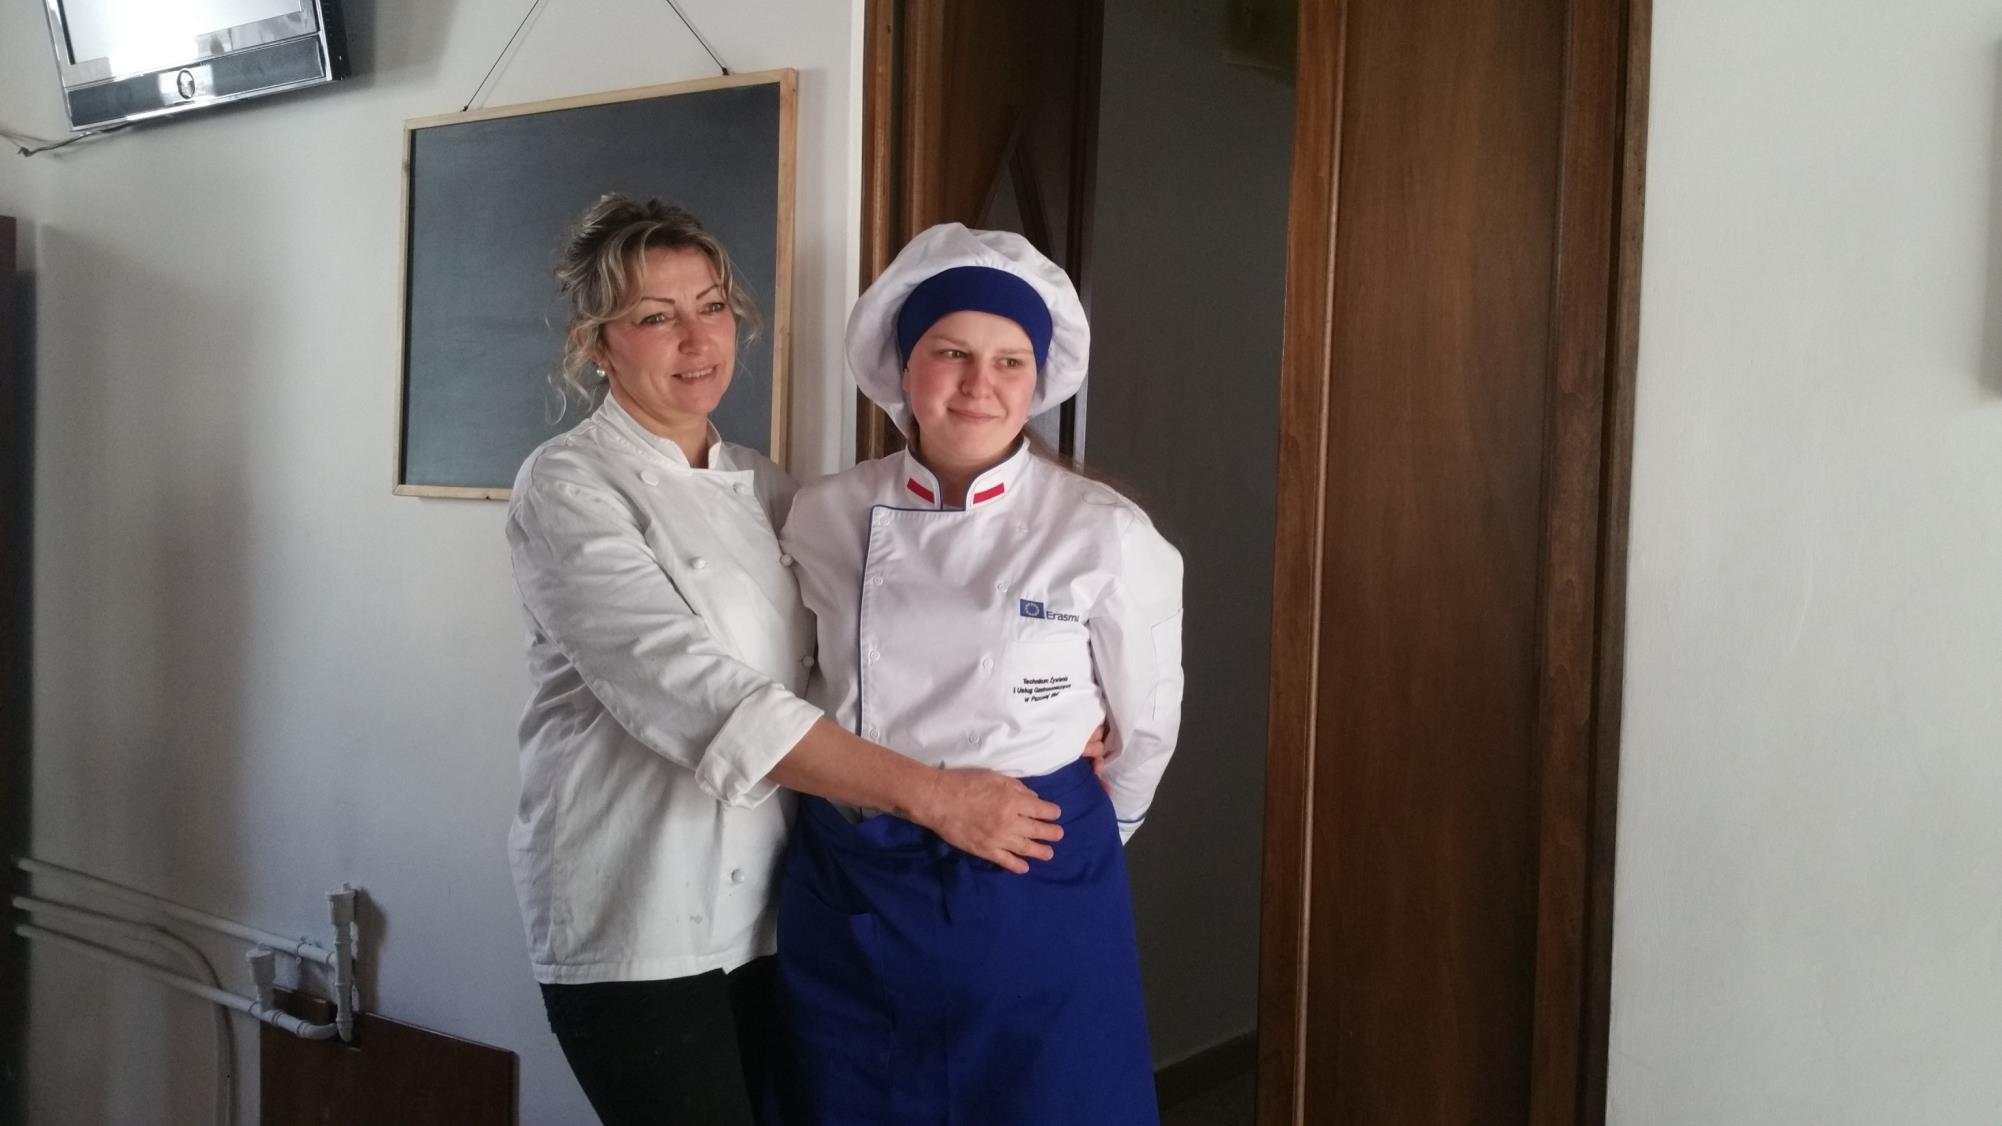 Erasm
Technikum Żywienia
i Usług Gastronomicznych
w